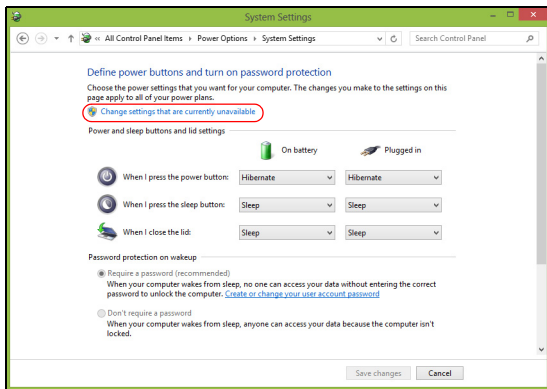 System Settings
« All Control Panel Items › Power Options › System Settings
Search Control Panel
Define power buttons and turn on password protection
Choose the power settings that you want for your computer. The changes you make to the settings on this
page apply to all of your power plans.
Change settings that are currently unavailable
Power and sleep buttons and lid settings
On battery Plugged in
When I press the power button: Hibernate Hibernate
When I press the sleep button: Sleep Sleep
When I close the lid: Sleep Sleep
Password protection on wakeup
Require a password (recommended)
When your computer wakes from sleep, no one can access your data without entering the correct
password to unlock the computer. Create or change your user account password
Don't require a password
When your computer wakes from sleep, anyone can access your data because the computer isn't
locked.
Save changes Cancel